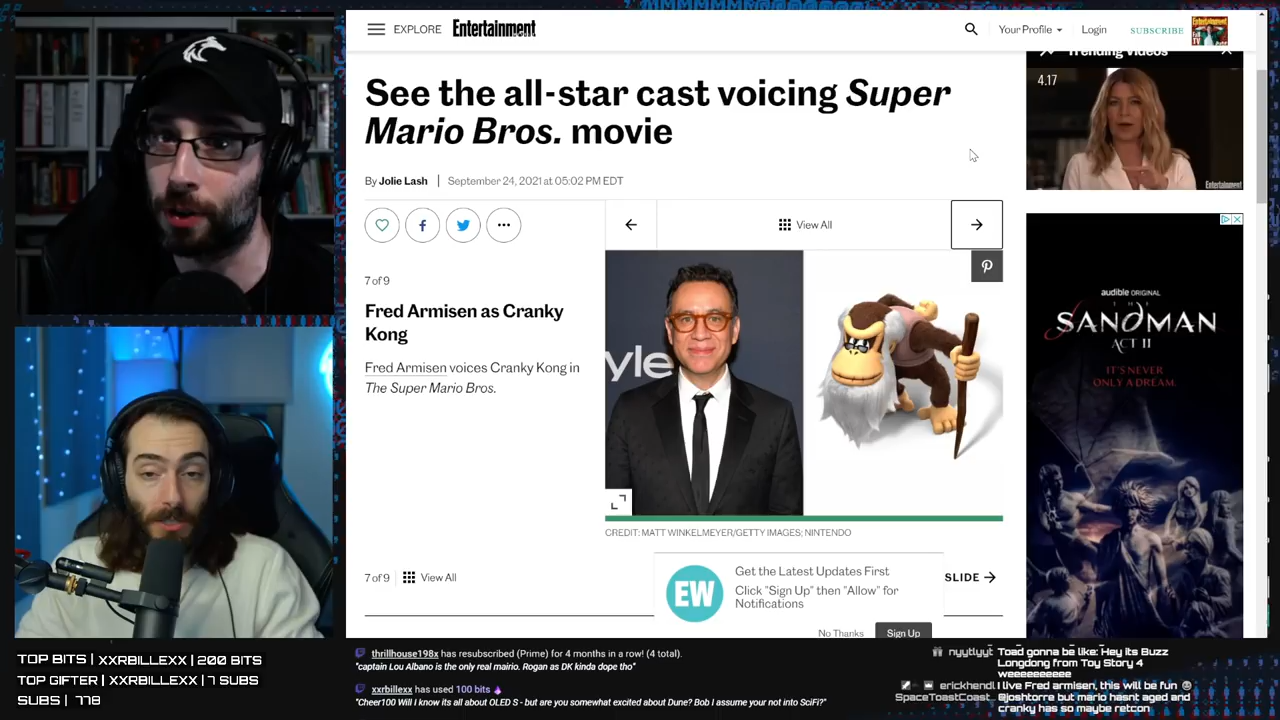 EXPLORE
Entertainment
Your Profile
Login
SUBSCRIBE
See the all-star cast voicing Super
Mario Bros. movie
By Jolie Lash | September 24, 2021 at 05:02 PM EDT
View All
7 of 9
Fred Armisen as Cranky
Kong
Fred Armisen voices Cranky Kong in
The Super Mario Bros.
yle
CREDIT: MATT WINKELMEYER/GETTY IMAGES; NINTENDO
7 of 9
View All
EW
Get the Latest Updates First
Click "Sign Up" then "Allow" for
Notifications
No Thanks
Sign Up
SLIDE
Trending Videos
4.17
Entertainment
audible ORIGINAL
THE
SANDMAN
ACT II
IT'S NEVER
ONLY A DREAM.
TOP BITS | XXRBILLEXX | 200 BITS
TOP GIFTER | XXRBILLEXX | 7 SUBS
SUBS | 778
thrillhouse198x has resubscribed (Prime) for 4 months in a row! (4 total).
"captain Lou Albano is the only real mairio. Rogan as DK kinda dope tho"
xxrbillexx has used 100 bits
"Cheer100 Will I know its all about OLED S - but are you somewhat excited about Dune? Bob I assume your not into SciFi?"
nyytlyyt Toad gonna be like: Hey its Buzz
Longdong from Toy Story 4
weeeeeeeeee
erickhendl I live Fred armisen, this will be fun
SpaceToastCoast @joshtorre but mario hasnt aged and
cranky has so maybe retcon